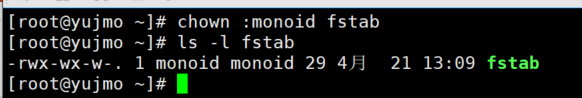 [root@yujmo ~]# chown :monoid fstab
[root@yujmo ~]# ls -l fstab
-rwx-wx-w-. 1 monoid monoid 29 4月  21 13:09 fstab
[root@yujmo ~]#